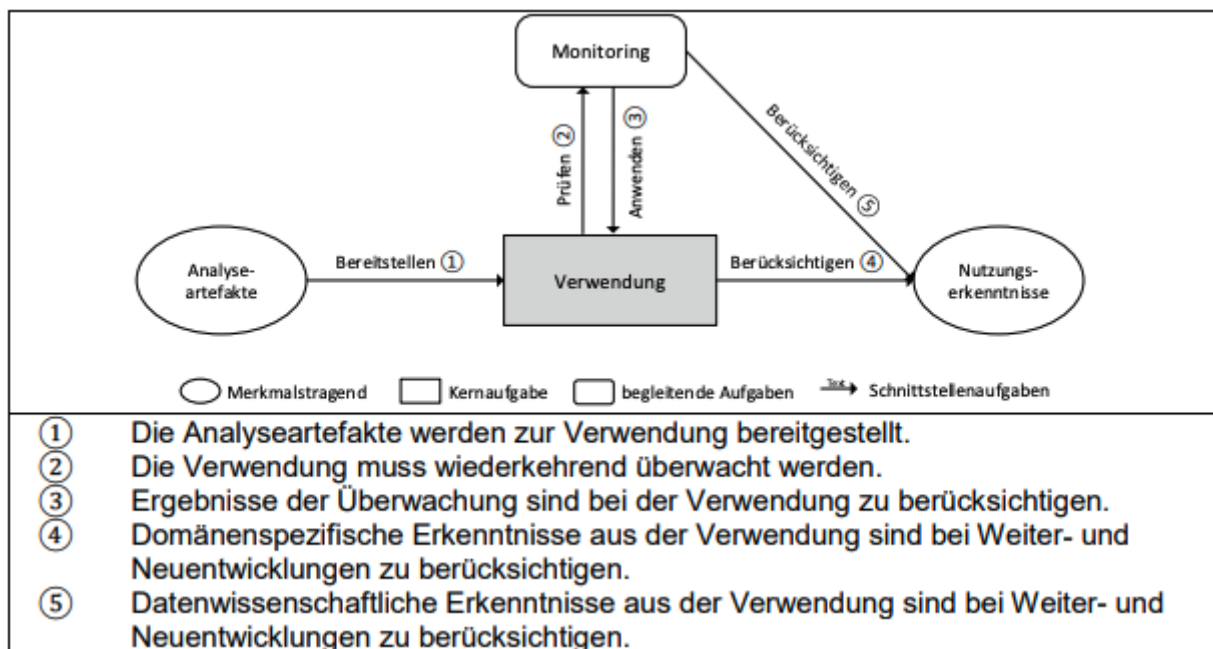 Monitoring
Prüfen ②
Anwenden ③
Berücksichtigen ⑤
Analyse-
artefakte
Bereitstellen ①
Verwendung
Berücksichtigen ④
Nutzungs-
erkenntnisse
Merkmalstragend
Kernaufgabe
begleitende Aufgaben
Text
Schnittstellenaufgaben
① Die Analyseartefakte werden zur Verwendung bereitgestellt.
② Die Verwendung muss wiederkehrend überwacht werden.
③ Ergebnisse der Überwachung sind bei der Verwendung zu berücksichtigen.
④ Domänenspezifische Erkenntnisse aus der Verwendung sind bei Weiter- und
Neuentwicklungen zu berücksichtigen.
⑤ Datenwissenschaftliche Erkenntnisse aus der Verwendung sind bei Weiter- und
Neuentwicklungen zu berücksichtigen.